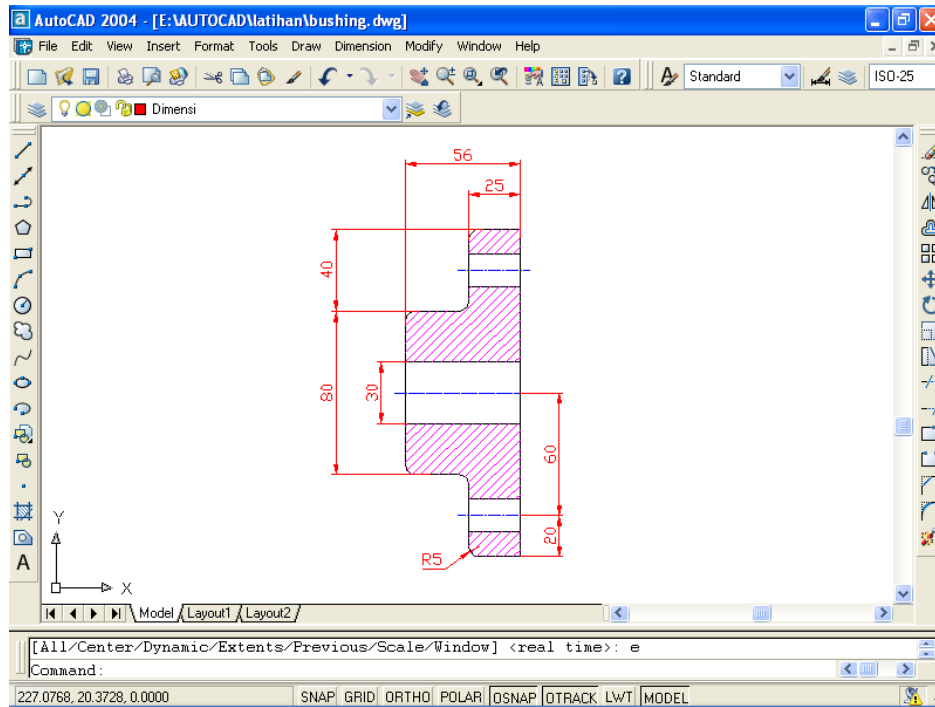 AutoCAD 2004 - [E:\AUTOCAD\latihan\bushing.dwg]
File Edit View Insert Format Tools Draw Dimension Modify Window Help
Standard ISO-25
Dimensi
56
25
40
80
30
60
20
R5
Y
X
A
Model Layout1 Layout2
[All/Center/Dynamic/Extents/Previous/Scale/Window] <real time>: e
Command:
227.0768, 20.3728, 0.0000 SNAP GRID ORTHO POLAR OSNAP OTRACK LWT MODEL